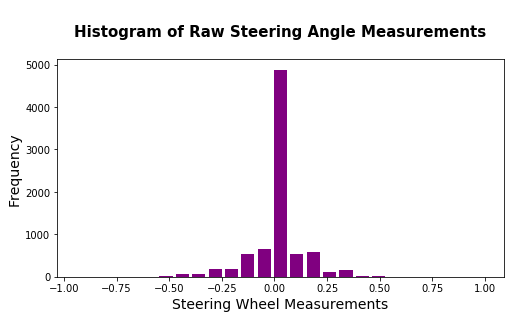 Histogram of Raw Steering Angle Measurements
5000
4000
3000
2000
1000
0
Frequency
−1.00 −0.75 −0.50 −0.25 0.00 0.25 0.50 0.75 1.00
Steering Wheel Measurements